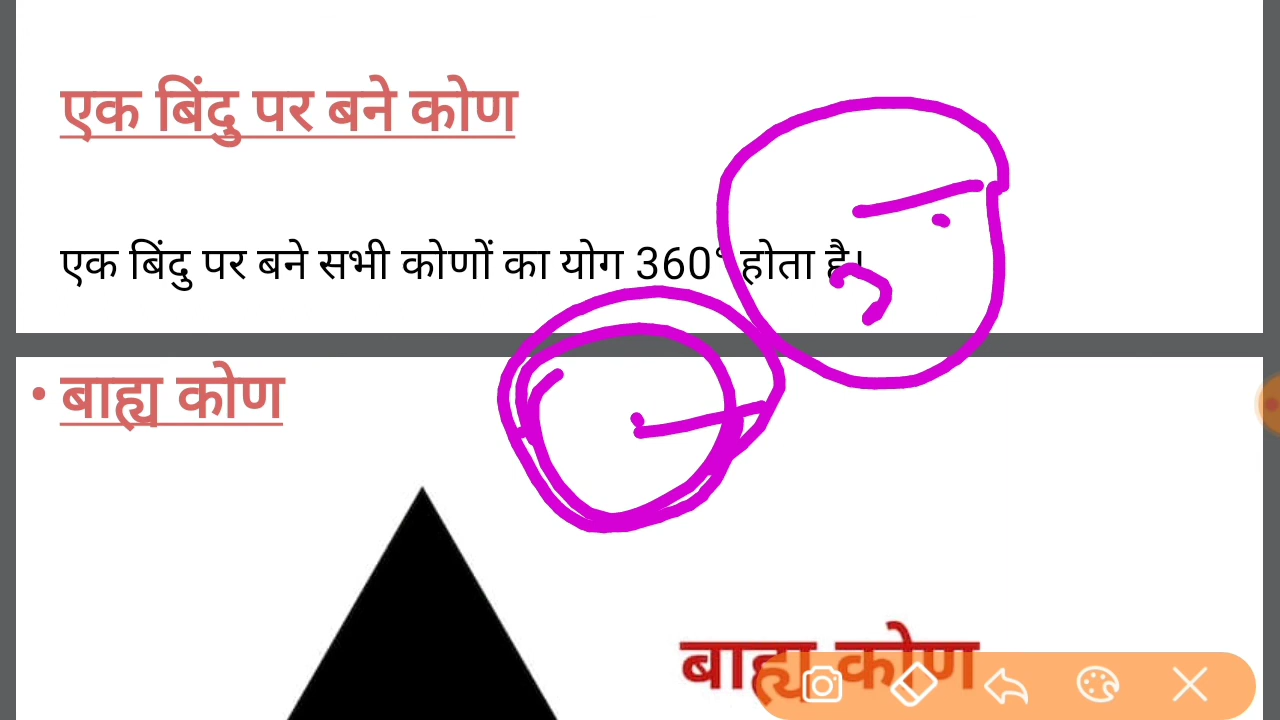 एक बिंदु पर बने कोण
एक बिंदु पर बने सभी कोणों का योग 360° होता है।
• बाह्य कोण
बाह्य कोण